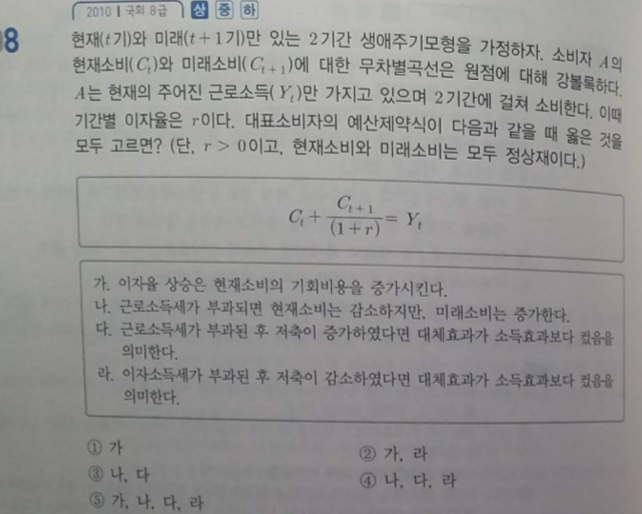 2010 | 국회 8급 상 중 하
8
현재(t기)와 미래(t+1기)만 있는 2기간 생애주기모형을 가정하자. 소비자 A의
현재소비(Cₜ)와 미래소비(Cₜ₊₁)에 대한 무차별곡선은 원점에 대해 강볼록하다.
A는 현재의 주어진 근로소득(Yₜ)만 가지고 있으며 2기간에 걸쳐 소비한다. 이때
기간별 이자율은 r이다. 대표소비자의 예산제약식이 다음과 같을 때 옳은 것을
모두 고르면? (단, r > 0이고, 현재소비와 미래소비는 모두 정상재이다.)
Cₜ + Cₜ₊₁/(1+r) = Yₜ
가. 이자율 상승은 현재소비의 기회비용을 증가시킨다.
나. 근로소득세가 부과되면 현재소비는 감소하지만, 미래소비는 증가한다.
다. 근로소득세가 부과된 후 저축이 증가하였다면 대체효과가 소득효과보다 컸음을
의미한다.
라. 이자소득세가 부과된 후 저축이 감소하였다면 대체효과가 소득효과보다 컸음을
의미한다.
① 가
② 가, 라
③ 나, 다
④ 나, 다, 라
⑤ 가, 나, 다, 라